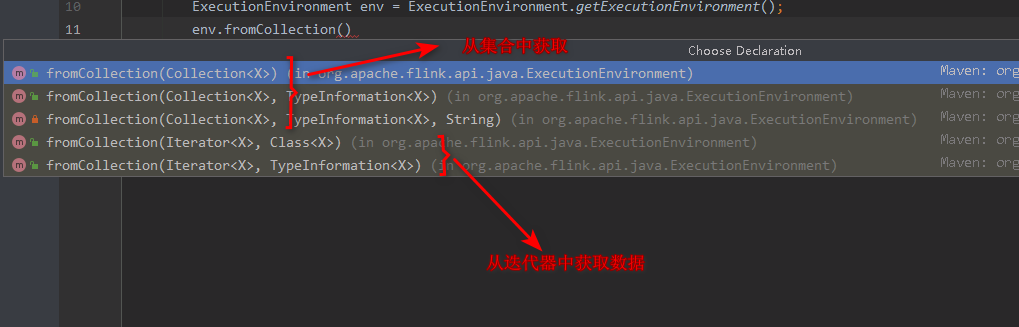 10 ExecutionEnvironment env = ExecutionEnvironment.getExecutionEnvironment();
11 env.fromCollection()
从集合中获取
Choose Declaration
m fromCollection(Collection<X>) (in org.apache.flink.api.java.ExecutionEnvironment) Maven: org
m fromCollection(Collection<X>, TypeInformation<X>) (in org.apache.flink.api.java.ExecutionEnvironment) Maven: org
m fromCollection(Collection<X>, TypeInformation<X>, String) (in org.apache.flink.api.java.ExecutionEnvironment) Maven: org
m fromCollection(Iterator<X>, Class<X>) (in org.apache.flink.api.java.ExecutionEnvironment) Maven: org
m fromCollection(Iterator<X>, TypeInformation<X>) (in org.apache.flink.api.java.ExecutionEnvironment) Maven: org
从迭代器中获取数据